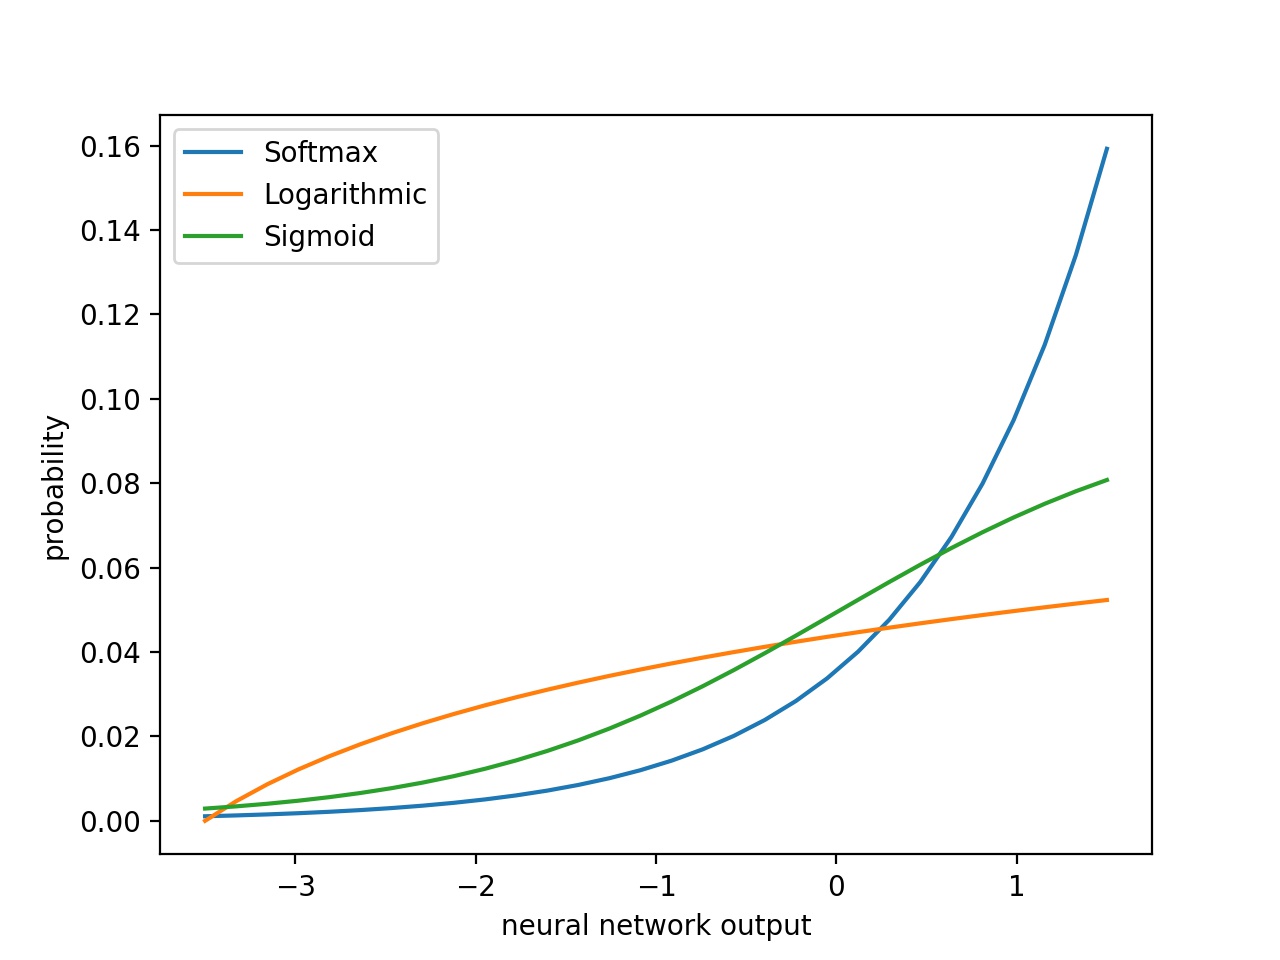 Softmax
Logarithmic
Sigmoid
0.16
0.14
0.12
0.10
0.08
0.06
0.04
0.02
0.00
probability
−3 −2 −1 0 1
neural network output